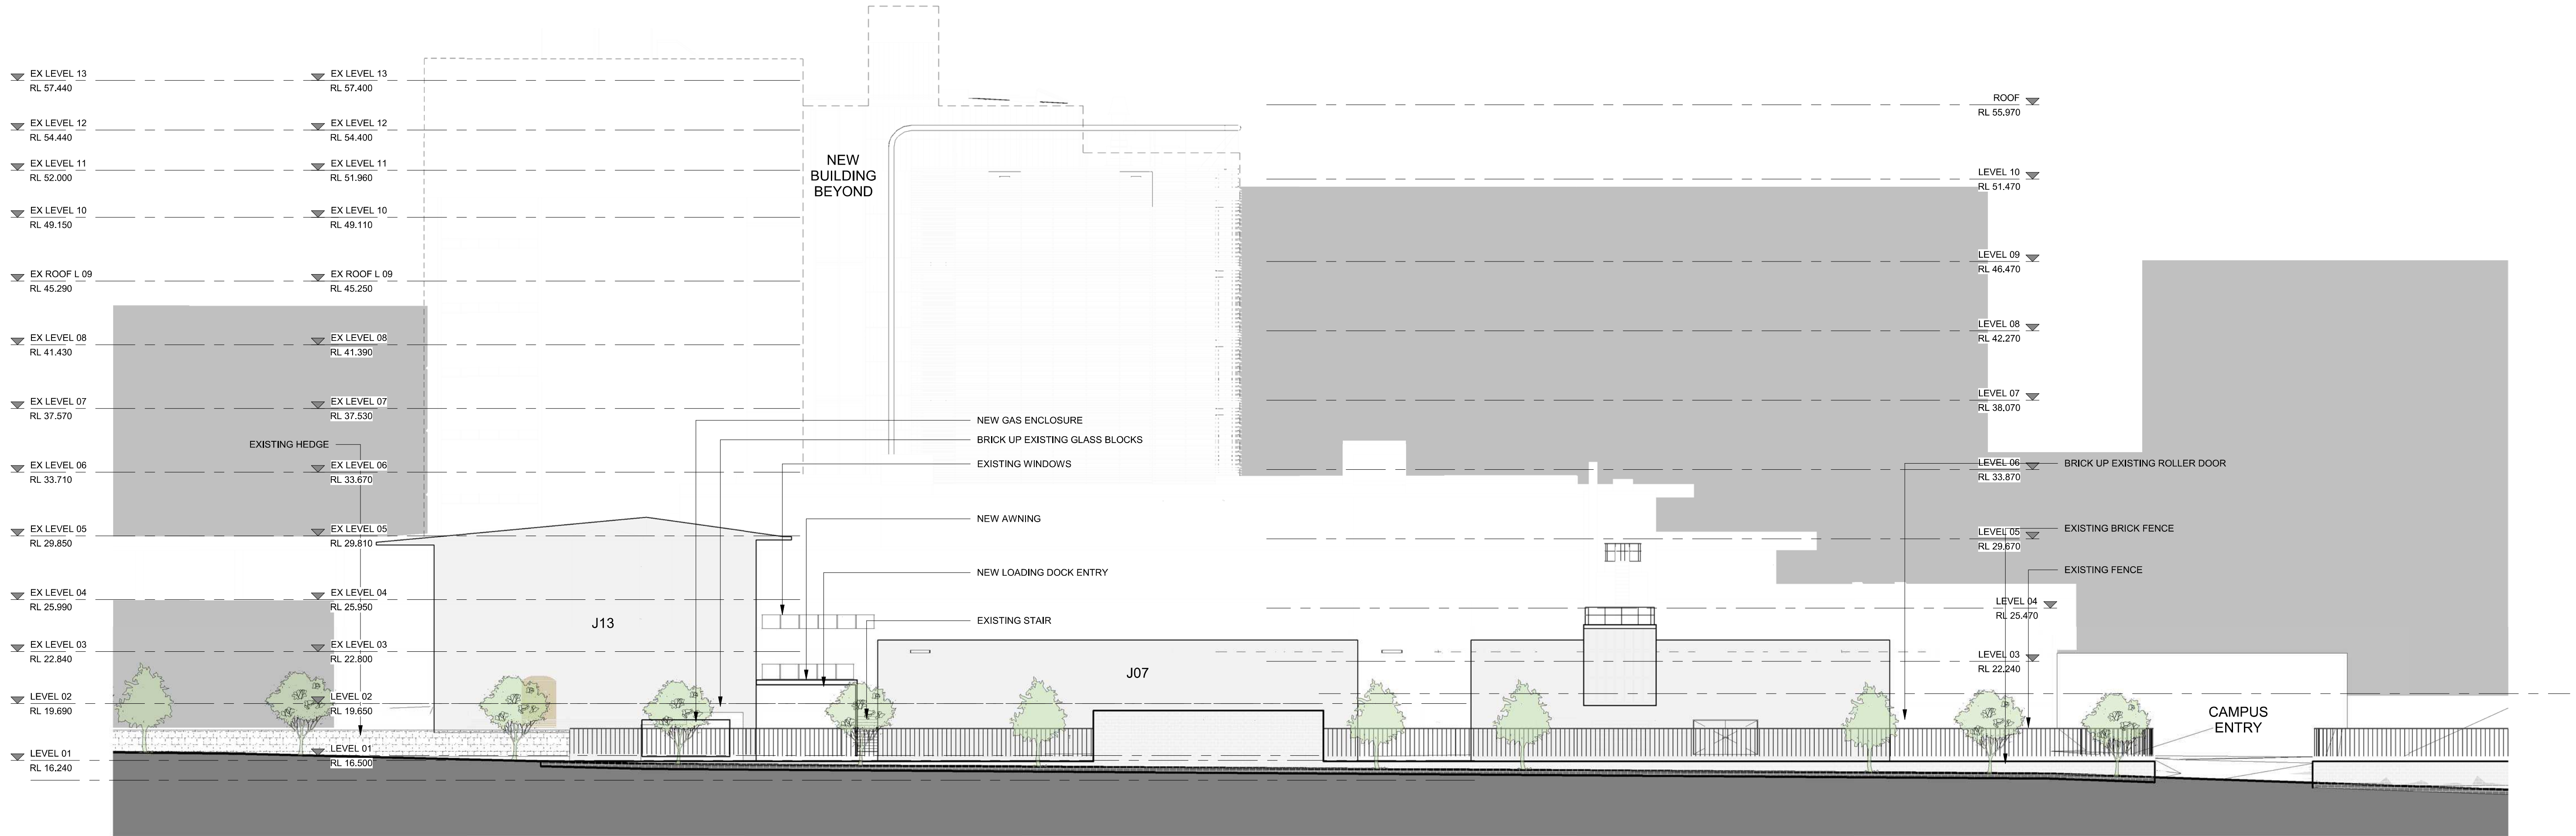 EX LEVEL 13
RL 57.440
EX LEVEL 12
RL 54.440
EX LEVEL 11
RL 52.000
EX LEVEL 10
RL 49.150
EX ROOF L 09
RL 45.290
EX LEVEL 08
RL 41.430
EX LEVEL 07
RL 37.570
EX LEVEL 06
RL 33.710
EX LEVEL 05
RL 29.850
EX LEVEL 04
RL 25.990
EX LEVEL 03
RL 22.840
LEVEL 02
RL 19.690
LEVEL 01
RL 16.240
EX LEVEL 13
RL 57.400
EX LEVEL 12
RL 54.400
EX LEVEL 11
RL 51.960
EX LEVEL 10
RL 49.110
EX ROOF L 09
RL 45.250
EX LEVEL 08
RL 41.390
EX LEVEL 07
RL 37.530
EXISTING HEDGE
EX LEVEL 06
RL 33.670
EX LEVEL 05
RL 29.810
EX LEVEL 04
RL 25.950
EX LEVEL 03
RL 22.800
LEVEL 02
RL 19.650
LEVEL 01
RL 16.500
J13
NEW
BUILDING
BEYOND
NEW GAS ENCLOSURE
BRICK UP EXISTING GLASS BLOCKS
EXISTING WINDOWS
NEW AWNING
NEW LOADING DOCK ENTRY
EXISTING STAIR
J07
ROOF
RL 55.970
LEVEL 10
RL 51.470
LEVEL 09
RL 46.470
LEVEL 08
RL 42.270
LEVEL 07
RL 38.070
LEVEL 06
RL 33.870
LEVEL 05
RL 29.670
LEVEL 04
RL 25.470
LEVEL 03
RL 22.240
BRICK UP EXISTING ROLLER DOOR
EXISTING BRICK FENCE
EXISTING FENCE
CAMPUS
ENTRY